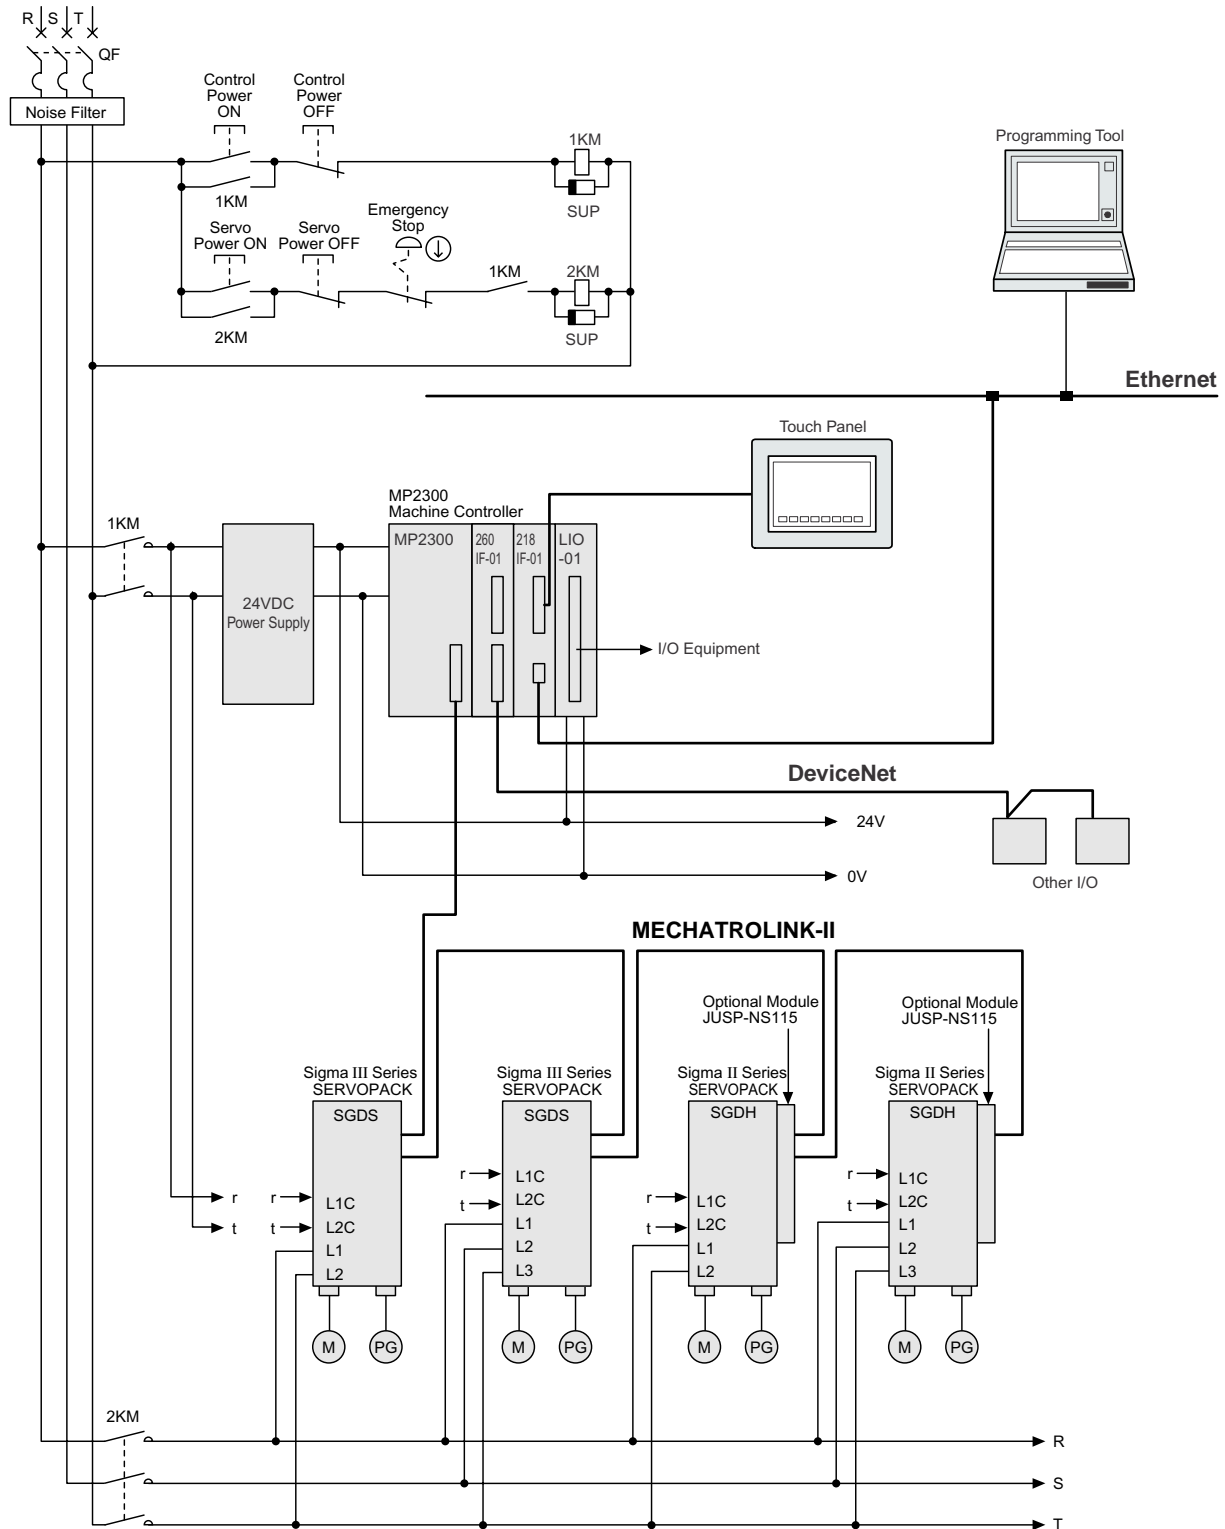 R S T
QF
Noise Filter
Control
Power
ON
Control
Power
OFF
1KM
SUP
1KM
Servo
Power ON
Servo
Power OFF
Emergency
Stop
1KM
2KM
SUP
2KM
Programming Tool
Ethernet
Touch Panel
MP2300
Machine Controller
1KM
24VDC
Power Supply
MP2300
260
IF-01
218
IF-01
LIO
-01
I/O Equipment
DeviceNet
24V
0V
Other I/O
MECHATROLINK-II
Optional Module
JUSP-NS115
Optional Module
JUSP-NS115
Sigma III Series
SERVOPACK
Sigma III Series
SERVOPACK
Sigma II Series
SERVOPACK
Sigma II Series
SERVOPACK
SGDS
SGDS
SGDH
SGDH
r
t
r
t
L1C
L2C
L1
L2
r
t
L1C
L2C
L1
L2
L3
r
t
L1C
L2C
L1
L2
r
t
L1C
L2C
L1
L2
L3
M
PG
M
PG
M
PG
M
PG
2KM
R
S
T